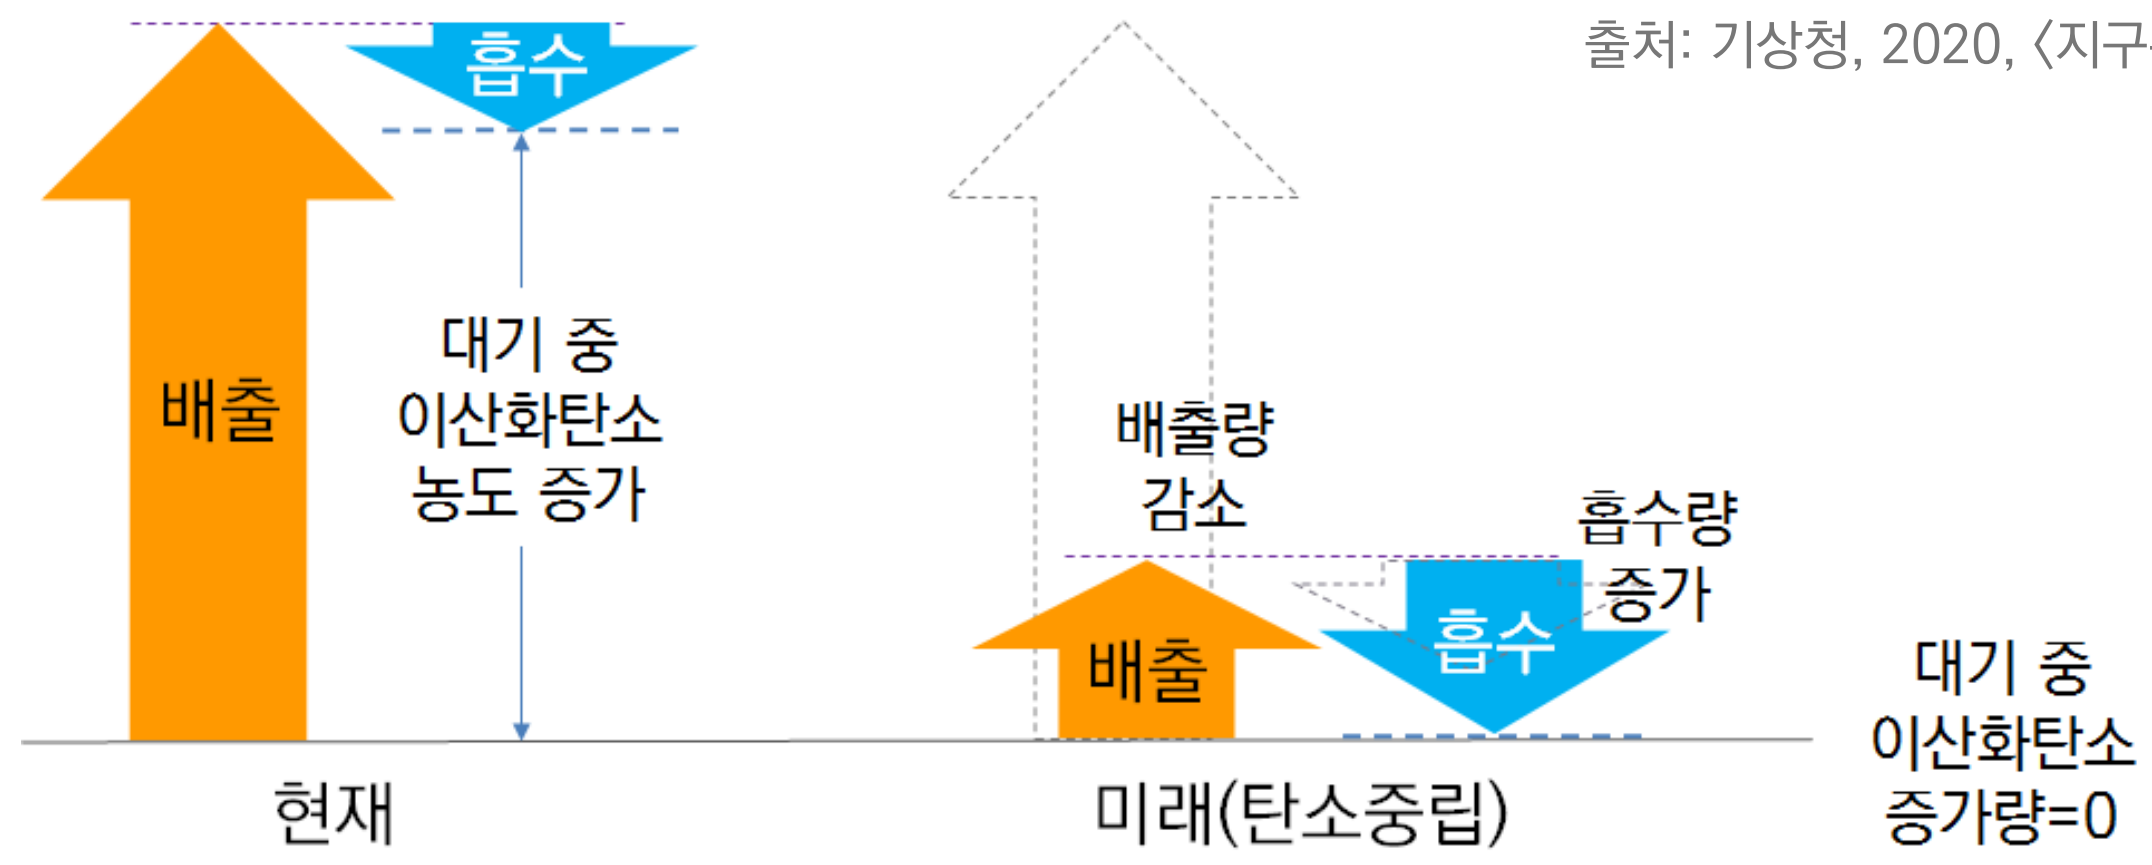 출처: 기상청, 2020, <지구
흡수
배출
대기 중
이산화탄소
농도 증가
현재
배출량
감소
흡수량
증가
배출
흡수
미래(탄소중립)
대기 중
이산화탄소
증가량=0